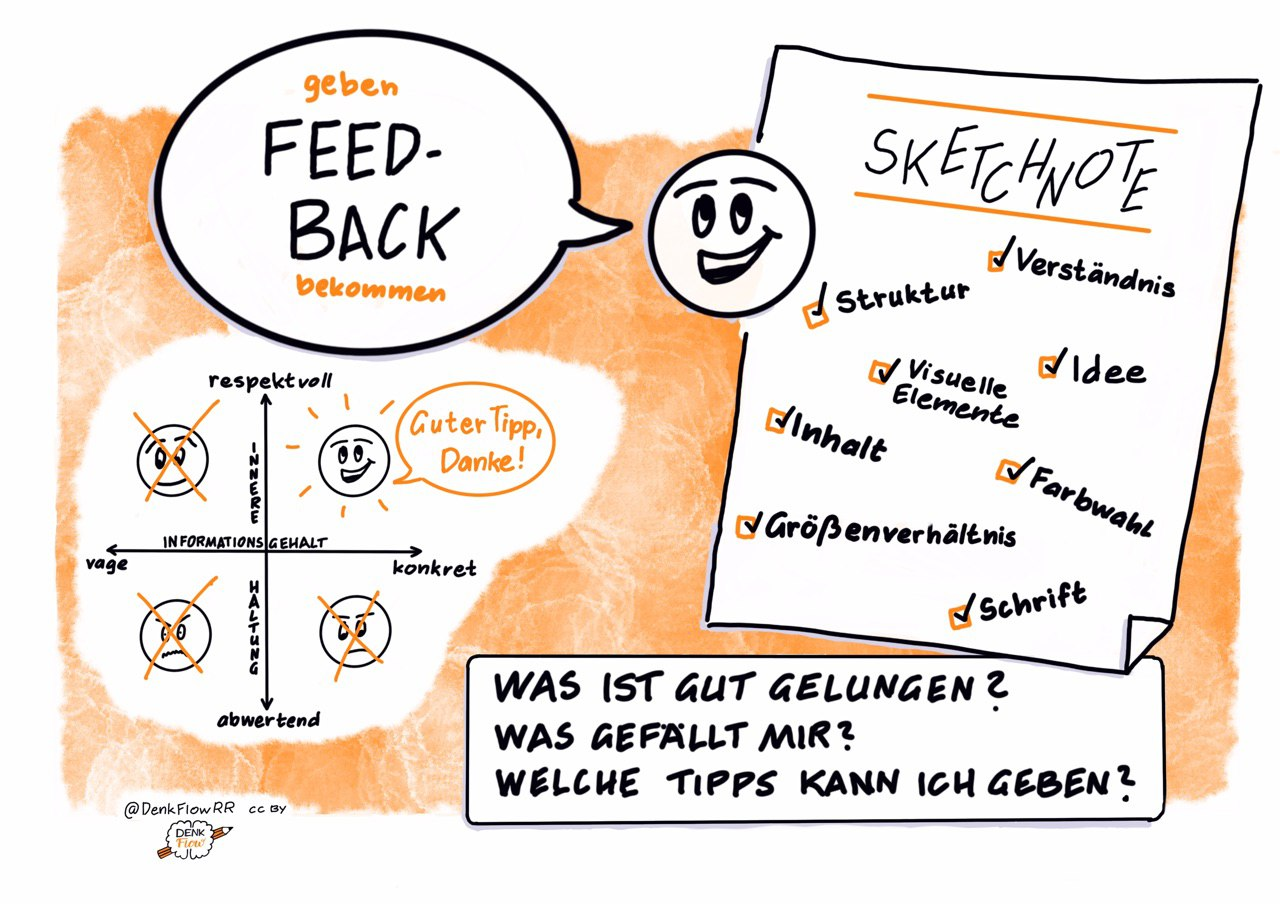 geben
FEED-
BACK
bekommen
SKETCHNOTE
Verständnis
Struktur
Visuelle
Elemente
Idee
Inhalt
Farbwahl
Größenverhältnis
Schrift
respektvoll
Guter Tipp,
Danke!
INNERE
INFORMATIONSGEHALT
vage
konkret
HALTUNG
abwertend
WAS IST GUT GELUNGEN?
WAS GEFÄLLT MIR?
WELCHE TIPPS KANN ICH GEBEN?
@DenkFlowRR CC BY
DENK
Flow